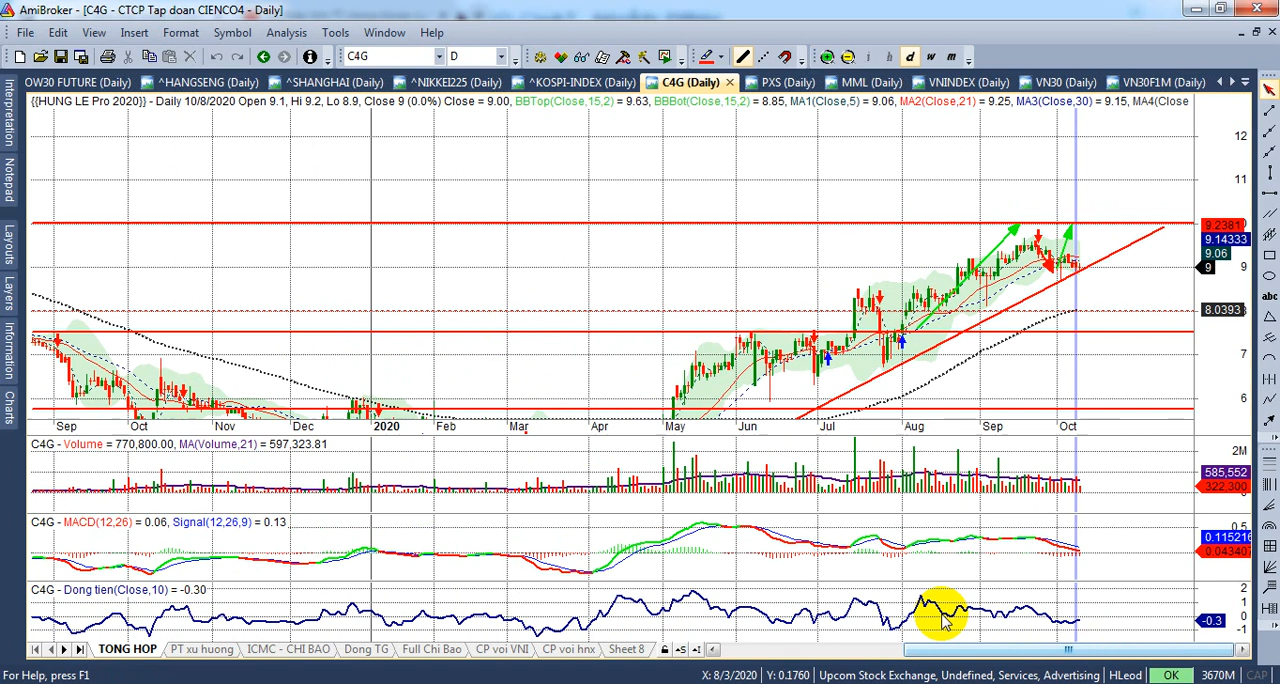 AmiBroker - [C4G - CTCP Tap doan CIENCO4 - Daily]
File Edit View Insert Format Symbol Analysis Tools Window Help
C4G D i h d w m
OW30 FUTURE (Daily) ^HANGSENG (Daily) ^SHANGHAI (Daily) ^NIKKEI225 (Daily) ^KOSPI-INDEX (Daily) C4G (Daily) PXS (Daily) MML (Daily) VNINDEX (Daily) VN30 (Daily) VN30F1M (Daily)
{{HUNG LE Pro 2020}} - Daily 10/8/2020 Open 9.1, Hi 9.2, Lo 8.9, Close 9 (0.0%) Close = 9.00, BBTop(Close,15,2) = 9.63, BBBot(Close,15,2) = 8.85, MA1(Close,5) = 9.06, MA2(Close,21) = 9.25, MA3(Close,30) = 9.15, MA4(Close
Interpretation
Notepad
Layouts
Layers
Information
Charts
abc
12
11
9.2381
9.14333
9.06
9 9
8.0393
7
6
Sep Oct Nov Dec 2020 Feb Mar Apr May Jun Jul Aug Sep Oct
C4G - Volume = 770,800.00, MA(Volume,21) = 597,323.81
2M
585,552
322,300
C4G - MACD(12,26) = 0.06, Signal(12,26,9) = 0.13
0.5
0.115216
0.04340
C4G - Dong tien(Close,10) = -0.30
2
1
0
-0.3
-1
TONG HOP PT xu huong ICMC - CHI BAO Dong TG Full Chi Bao CP voi VNI CP voi hnx Sheet 8
For Help, press F1 X: 8/3/2020 Y: 0.1760 Upcom Stock Exchange, Undefined, Services, Advertising HLeod OK 3670M CAP